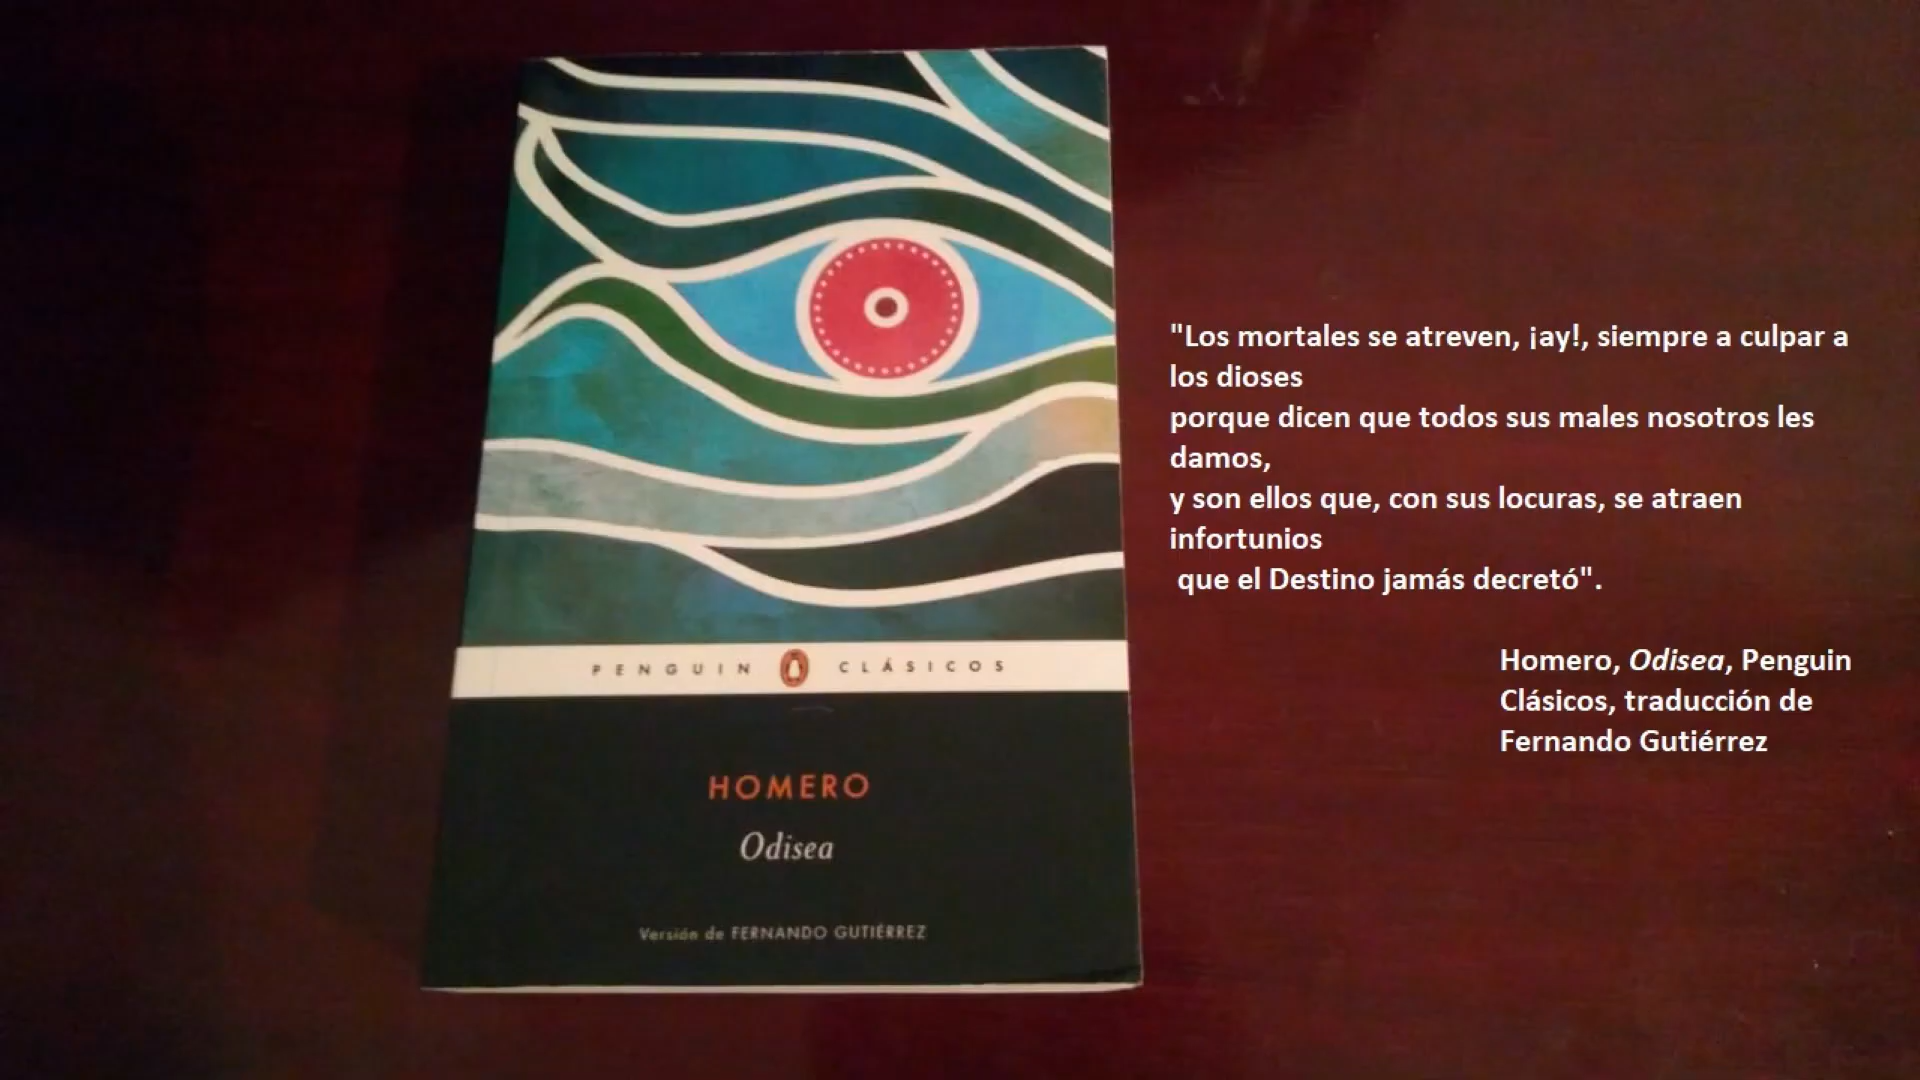 PENGUIN CLÁSICOS
HOMERO
Odisea
Versión de FERNANDO GUTIÉRREZ
"Los mortales se atreven, ¡ay!, siempre a culpar a
los dioses
porque dicen que todos sus males nosotros les
damos,
y son ellos que, con sus locuras, se atraen
infortunios
que el Destino jamás decretó".
Homero, Odisea, Penguin
Clásicos, traducción de
Fernando Gutiérrez